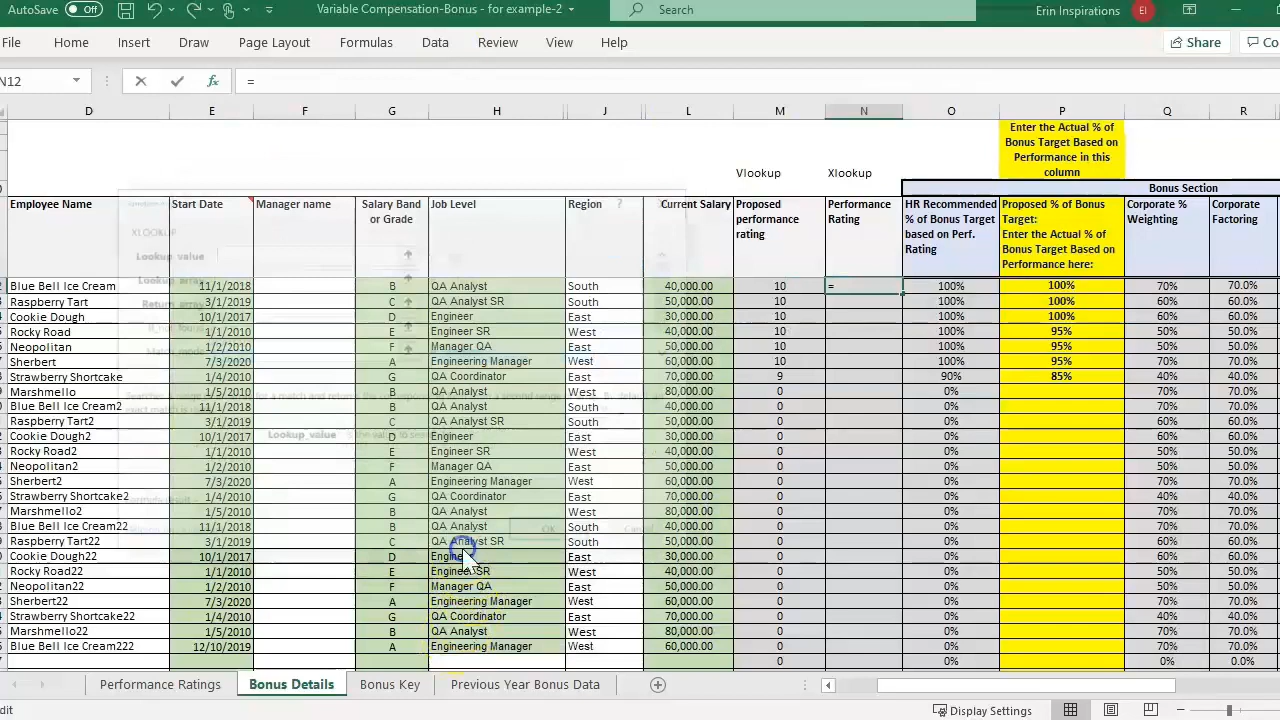 AutoSave Off Variable Compensation-Bonus - for example-2 Search Erin Inspirations EI
File Home Insert Draw Page Layout Formulas Data Review View Help Share Co
N12 fx =
D E F G H J L M N O P Q R
Enter the Actual % of
Bonus Target Based on
Performance in this
column
Vlookup Xlookup
Bonus Section
Employee Name Start Date Manager name Salary Band or Grade Job Level Region ? Current Salary Proposed performance rating Performance Rating HR Recommended % of Bonus Target based on Perf. Rating Proposed % of Bonus Target: Enter the Actual % of Bonus Target Based on Performance here: Corporate % Weighting Corporate Factoring
XLOOKUP
Lookup_value
Lookup_array
Return_array
If_not_found
Match_mode
Lookup_value
OK Cancel
Blue Bell Ice Cream 11/1/2018 B QA Analyst South 40,000.00 10 = 100% 100% 70% 70.0%
Raspberry Tart 3/1/2019 C QA Analyst SR South 50,000.00 10 100% 100% 60% 60.0%
Cookie Dough 10/1/2017 D Engineer East 30,000.00 10 100% 100% 60% 60.0%
Rocky Road 1/1/2010 E Engineer SR West 40,000.00 10 100% 95% 50% 50.0%
Neopolitan 1/2/2010 F Manager QA East 50,000.00 10 100% 95% 50% 50.0%
Sherbert 7/3/2020 A Engineering Manager West 60,000.00 10 100% 95% 70% 70.0%
Strawberry Shortcake 1/4/2010 G QA Coordinator East 70,000.00 9 90% 85% 40% 40.0%
Marshmello 1/5/2010 B QA Analyst West 80,000.00 0 0% 70% 70.0%
Blue Bell Ice Cream2 11/1/2018 B QA Analyst South 40,000.00 0 0% 70% 70.0%
Raspberry Tart2 3/1/2019 C QA Analyst SR South 50,000.00 0 0% 60% 60.0%
Cookie Dough2 10/1/2017 D Engineer East 30,000.00 0 0% 60% 60.0%
Rocky Road2 1/1/2010 E Engineer SR West 40,000.00 0 0% 50% 50.0%
Neopolitan2 1/2/2010 F Manager QA East 50,000.00 0 0% 50% 50.0%
Sherbert2 7/3/2020 A Engineering Manager West 60,000.00 0 0% 70% 70.0%
Strawberry Shortcake2 1/4/2010 G QA Coordinator East 70,000.00 0 0% 40% 40.0%
Marshmello2 1/5/2010 B QA Analyst West 80,000.00 0 0% 70% 70.0%
Blue Bell Ice Cream22 11/1/2018 B QA Analyst South 40,000.00 0 0% 70% 70.0%
Raspberry Tart22 3/1/2019 C QA Analyst SR South 50,000.00 0 0% 60% 60.0%
Cookie Dough22 10/1/2017 D Engine East 30,000.00 0 0% 60% 60.0%
Rocky Road22 1/1/2010 E Engineer SR West 40,000.00 0 0% 50% 50.0%
Neopolitan22 1/2/2010 F Manager QA East 50,000.00 0 0% 50% 50.0%
Sherbert22 7/3/2020 A Engineering Manager West 60,000.00 0 0% 70% 70.0%
Strawberry Shortcake22 1/4/2010 G QA Coordinator East 70,000.00 0 0% 40% 40.0%
Marshmello22 1/5/2010 B QA Analyst West 80,000.00 0 0% 70% 70.0%
Blue Bell Ice Cream222 12/10/2019 A Engineering Manager West 60,000.00 0 0% 70% 70.0%
0 0% 0% 0.0%
Performance Ratings Bonus Details Bonus Key Previous Year Bonus Data
dit Display Settings